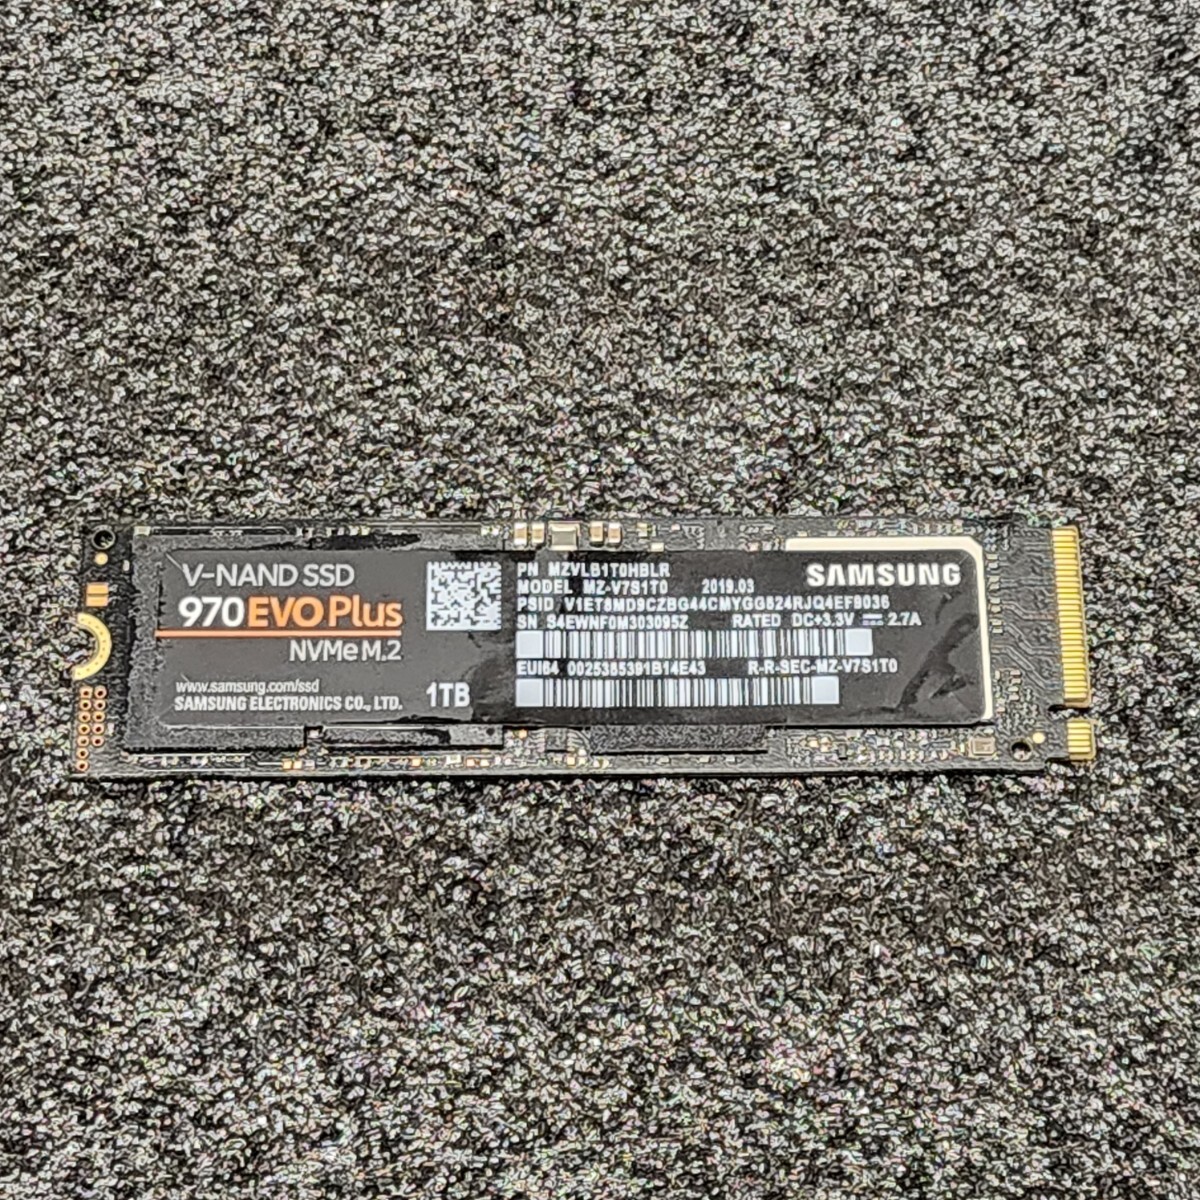 V-NAND SSD
970 EVO Plus
NVMe M.2
www.samsung.com/ssd
SAMSUNG ELECTRONICS CO., LTD.
1TB
PN MZVLB1T0HBLR
MODEL MZ-V7S1T0 2019.03
PSID V1ET8MD9CZBG44CMYGG824RJQ4EF9036
SN S4EWNF0M303095Z RATED DC+3.3V ⎓ 2.7A
EUI64 0025385391B14E43 R-R-SEC-MZ-V7S1T0
SAMSUNG